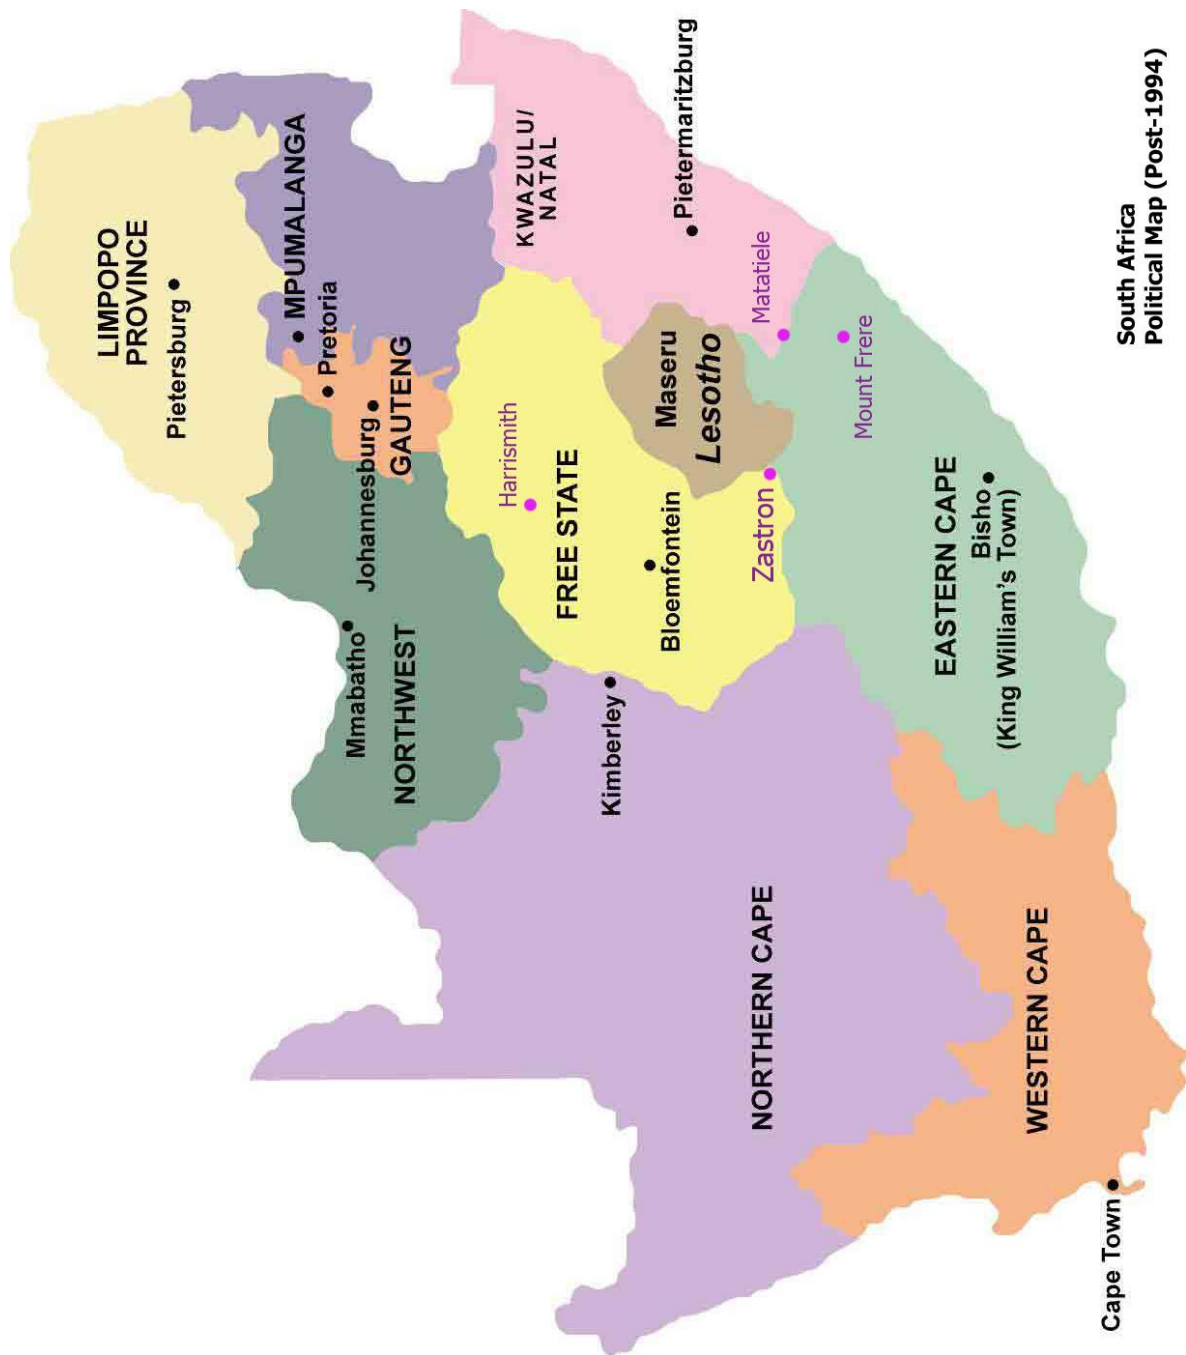 LIMPOPO
PROVINCE
Pietersburg
MPUMALANGA
Pretoria
Johannesburg
GAUTENG
Mmabatho
NORTHWEST
KWAZULU/
NATAL
Pietermaritzburg
Harrismith
FREE STATE
Maseru
Lesotho
Bloemfontein
Kimberley
Matatiele
Zastron
Mount Frere
NORTHERN CAPE
EASTERN CAPE
Bisho
(King William's Town)
WESTERN CAPE
Cape Town
South Africa
Political Map (Post-1994)